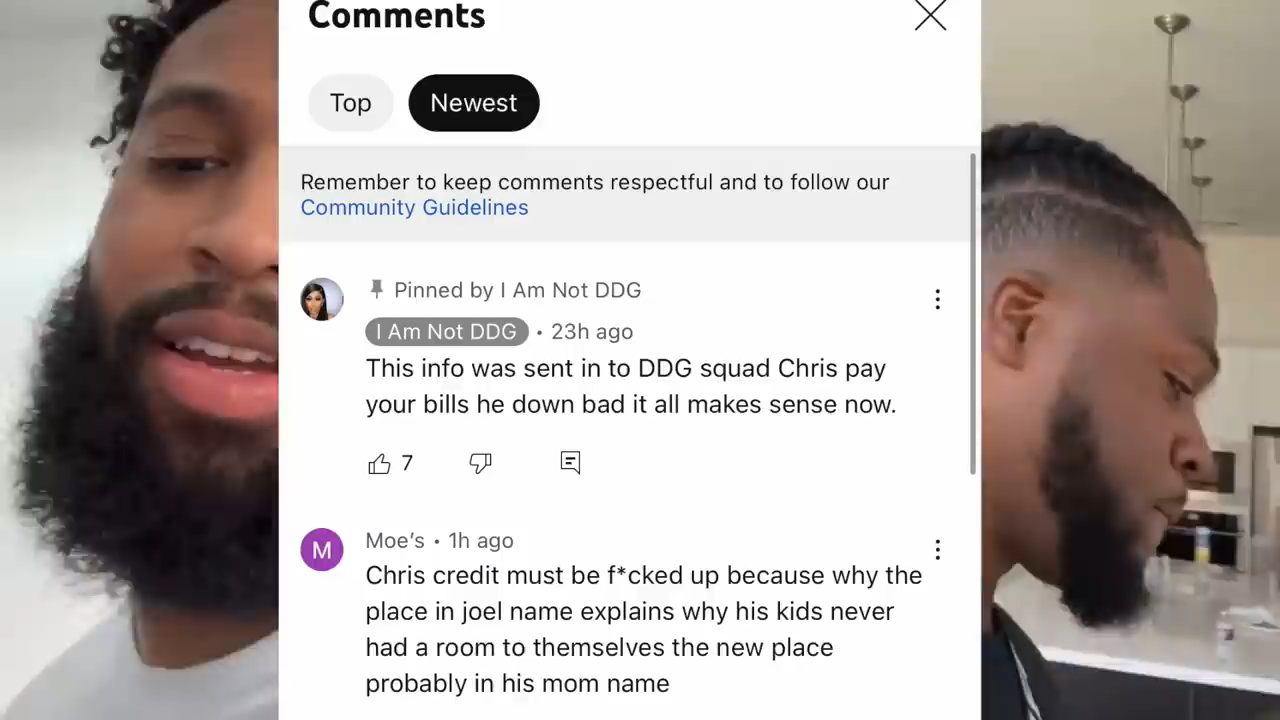 Comments
Top
Newest
Remember to keep comments respectful and to follow our
Community Guidelines
Pinned by I Am Not DDG
I Am Not DDG • 23h ago
This info was sent in to DDG squad Chris pay
your bills he down bad it all makes sense now.
7
M
Moe’s • 1h ago
Chris credit must be f*cked up because why the
place in joel name explains why his kids never
had a room to themselves the new place
probably in his mom name